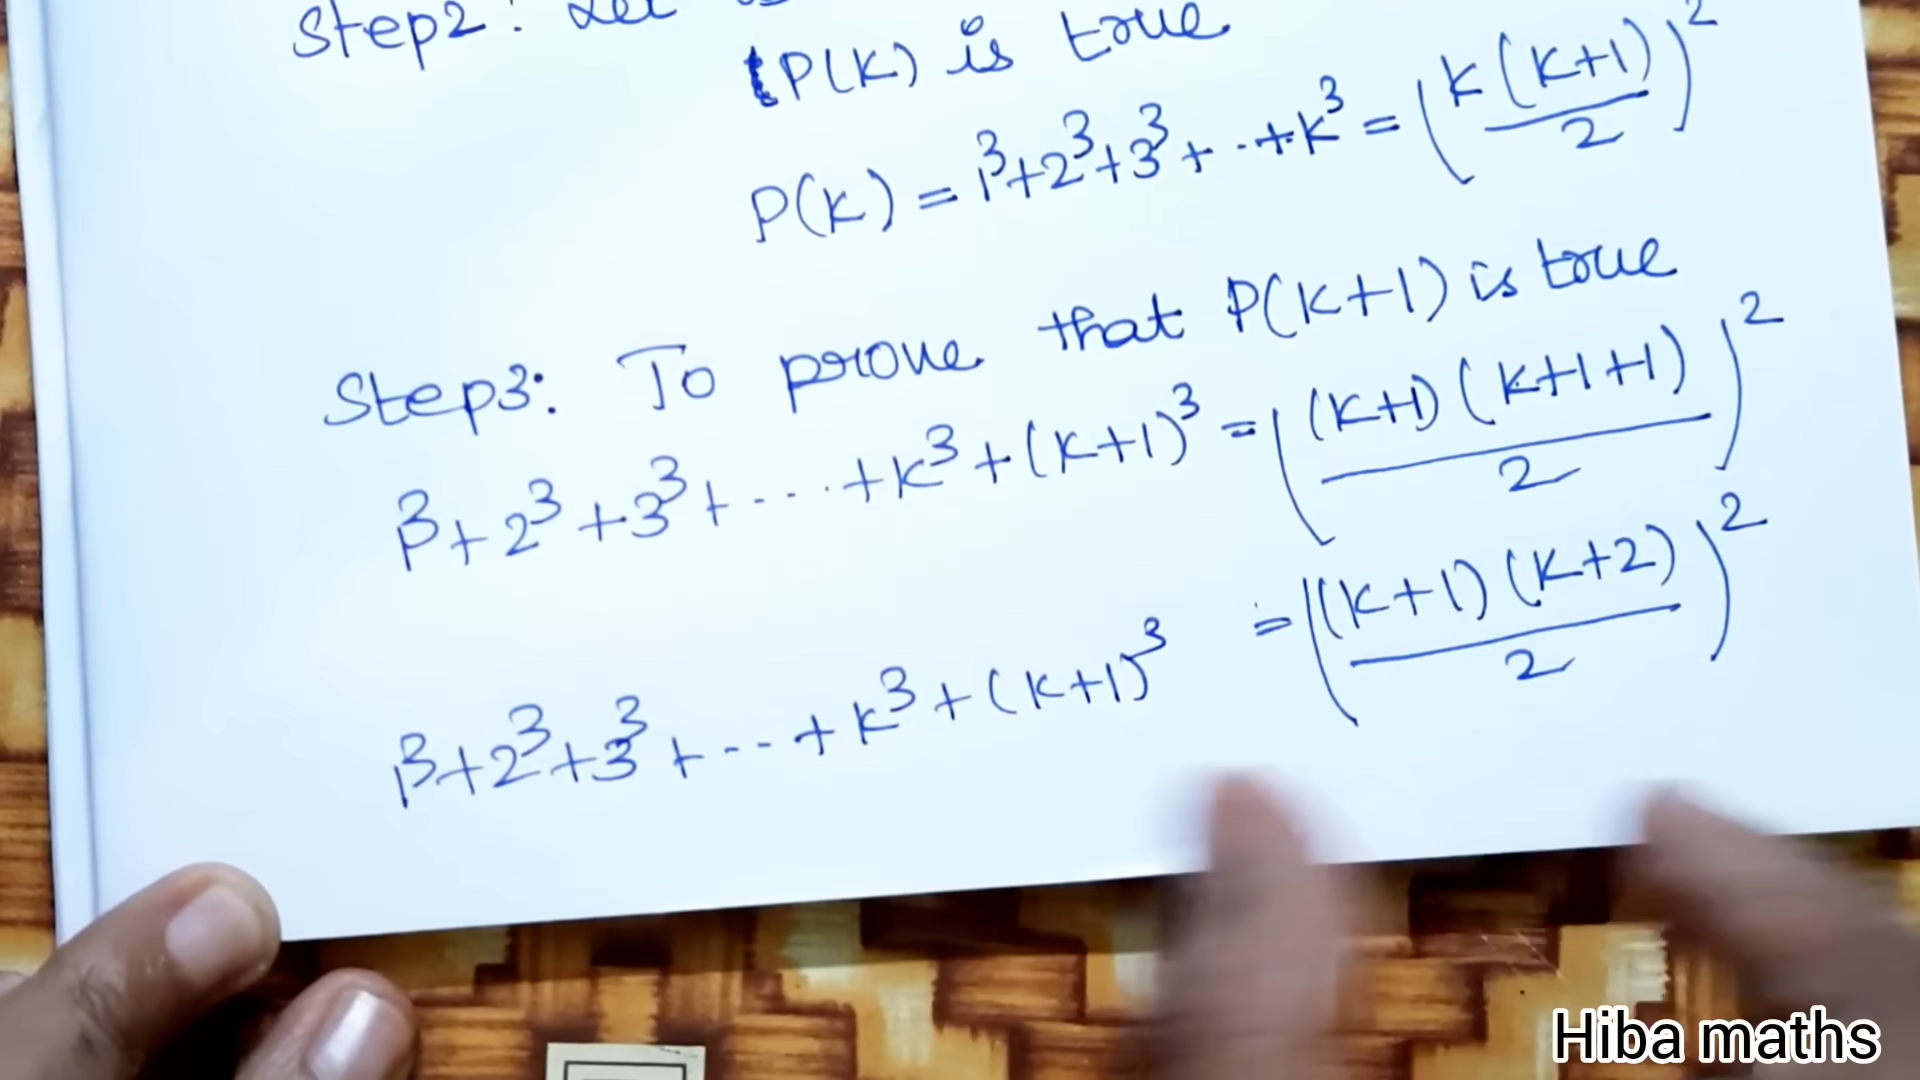 Step2: Let
P(K) is true
P(K) = 1³+2³+3³+ ··+K³ = (K(K+1)/2)²
Step3: To prove that P(K+1) is true
1³+2³+3³+ ···· +K³+(K+1)³ = ((K+1)(K+1+1)/2)²
= ((K+1)(K+2)/2)²
1³+2³+3³+ ··· +K³+(K+1)³
Hiba maths